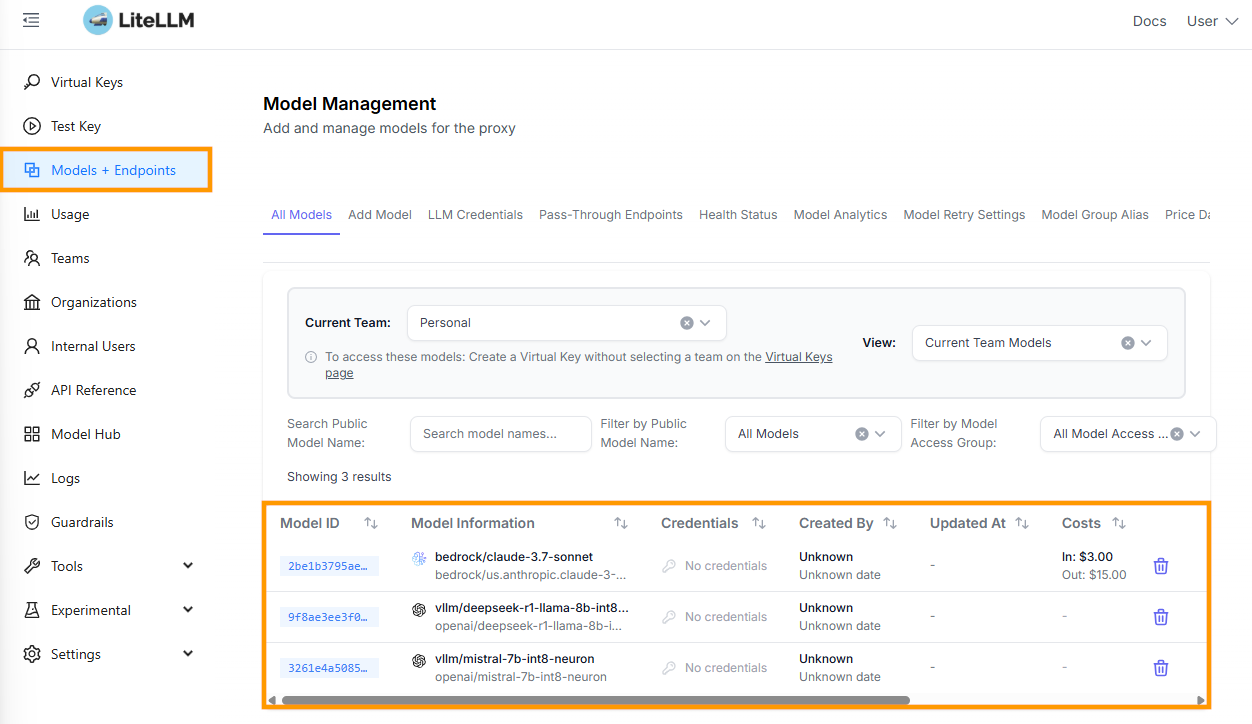 LiteLLM
Docs User
Virtual Keys
Test Key
Models + Endpoints
Usage
Teams
Organizations
Internal Users
API Reference
Model Hub
Logs
Guardrails
Tools
Experimental
Settings
Model Management
Add and manage models for the proxy
All Models Add Model LLM Credentials Pass-Through Endpoints Health Status Model Analytics Model Retry Settings Model Group Alias Price Da
Current Team: Personal
To access these models: Create a Virtual Key without selecting a team on the Virtual Keys
page
View: Current Team Models
Search Public
Model Name:
Search model names...
Filter by Public
Model Name:
All Models
Filter by Model
Access Group:
All Model Access ...
Showing 3 results
Model ID Model Information Credentials Created By Updated At Costs
2be1b3795ae… bedrock/claude-3.7-sonnet No credentials Unknown - In: $3.00
bedrock/us.anthropic.claude-3-... Unknown date Out: $15.00
9f8ae3ee3f0… vllm/deepseek-r1-llama-8b-int8... No credentials Unknown - -
openai/deepseek-r1-llama-8b-i... Unknown date
3261e4a5085… vllm/mistral-7b-int8-neuron No credentials Unknown - -
openai/mistral-7b-int8-neuron Unknown date